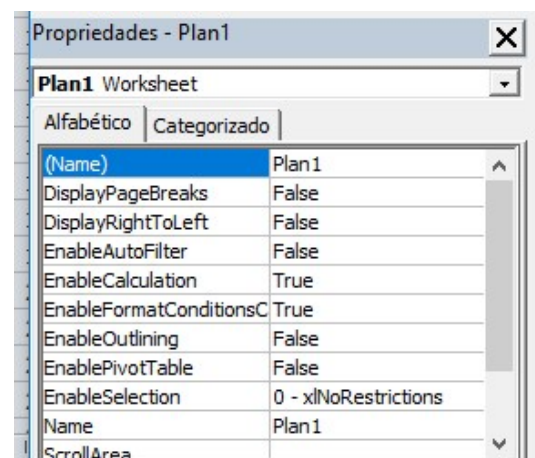 Propriedades - Plan1
Plan1 Worksheet
Alfabético Categorizado
(Name) Plan1
DisplayPageBreaks False
DisplayRightToLeft False
EnableAutoFilter False
EnableCalculation True
EnableFormatConditionsC True
EnableOutlining False
EnablePivotTable False
EnableSelection 0 - xlNoRestrictions
Name Plan1
ScrollArea